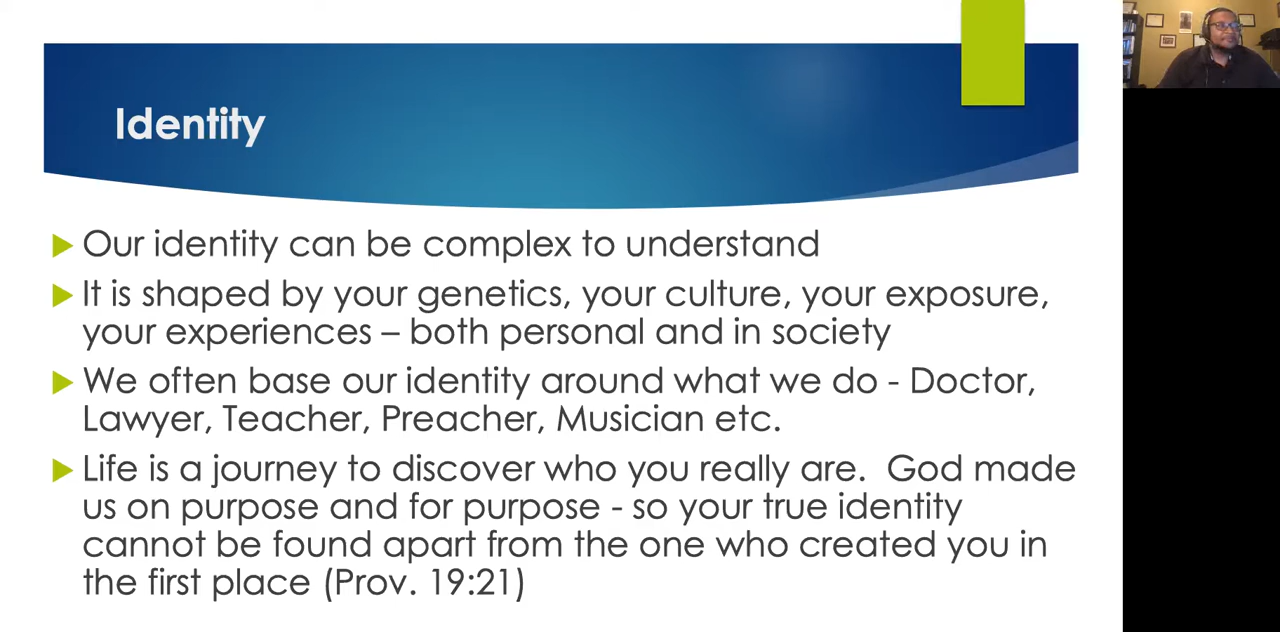 Identity
Our identity can be complex to understand
It is shaped by your genetics, your culture, your exposure,
your experiences – both personal and in society
We often base our identity around what we do - Doctor,
Lawyer, Teacher, Preacher, Musician etc.
Life is a journey to discover who you really are.  God made
us on purpose and for purpose - so your true identity
cannot be found apart from the one who created you in
the first place (Prov. 19:21)